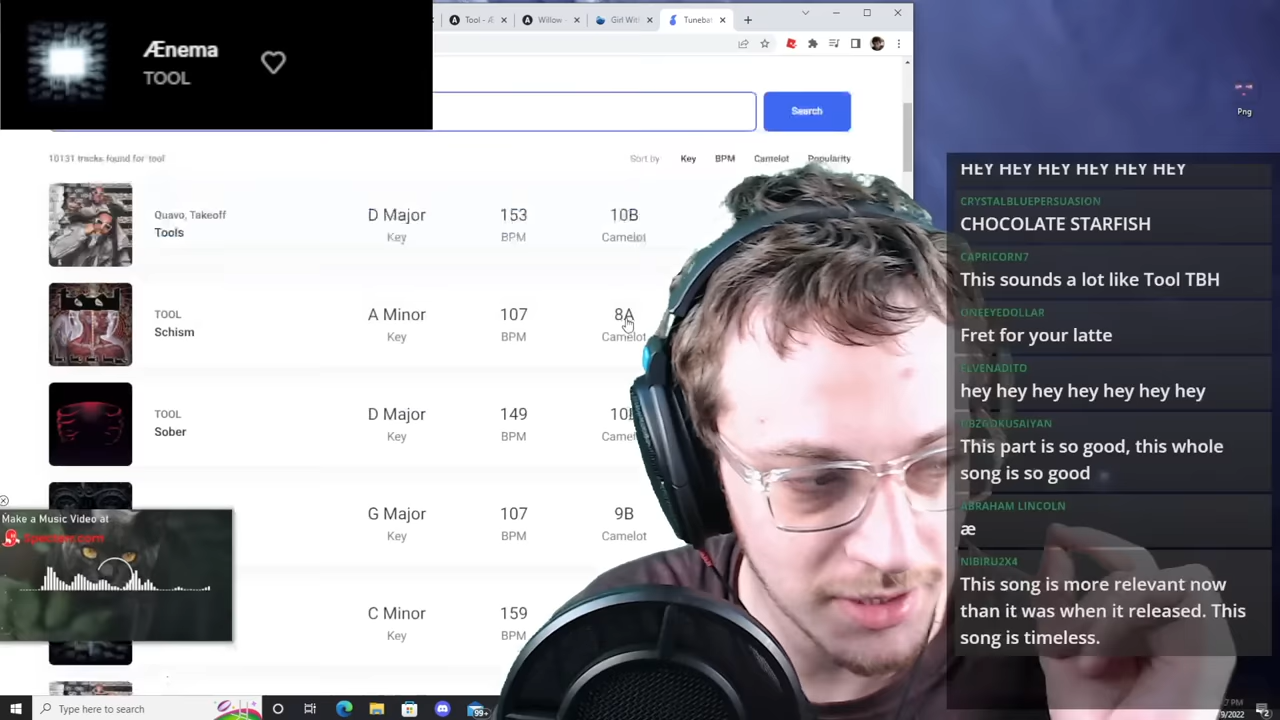 Ænema
TOOL
Tool - Æ
Willow
Girl Wit
Tuneba
Png
Search
10131 tracks found for tool
Sort by
Key
BPM
Camelot
Popularity
Quavo, Takeoff
Tools
D Major
Key
153
BPM
10B
Camelot
TOOL
Schism
A Minor
Key
107
BPM
8A
Camelot
TOOL
Sober
D Major
Key
149
BPM
G Major
Key
107
BPM
9B
Camelot
C Minor
Key
159
BPM
Make a Music Video at
HEY HEY HEY HEY HEY HEY
CRYSTALBLUEPERSUASION
CHOCOLATE STARFISH
CAPRICORN7
This sounds a lot like Tool TBH
ONEEYEDOLLAR
Fret for your latte
ELVENADITO
hey hey hey hey hey hey hey
This part is so good, this whole
song is so good
ABRAHAM LINCOLN
æ
NIBIRU2X4
This song is more relevant now
than it was when it released. This
song is timeless.
Type here to search
99+